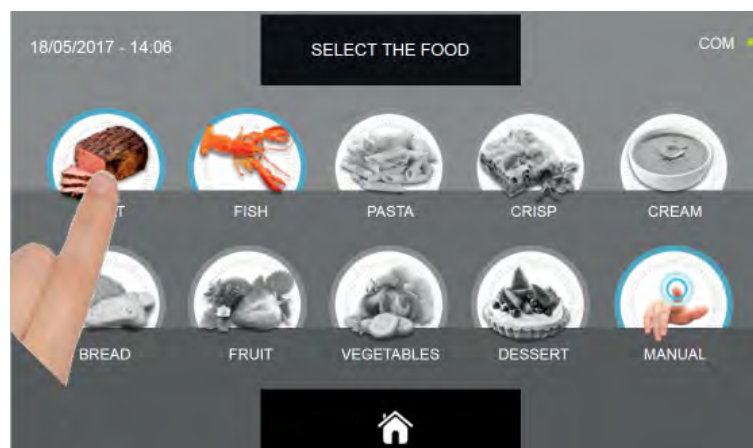 18/05/2017 - 14:06
SELECT THE FOOD
COM
FISH
PASTA
CRISP
CREAM
BREAD
FRUIT
VEGETABLES
DESSERT
MANUAL